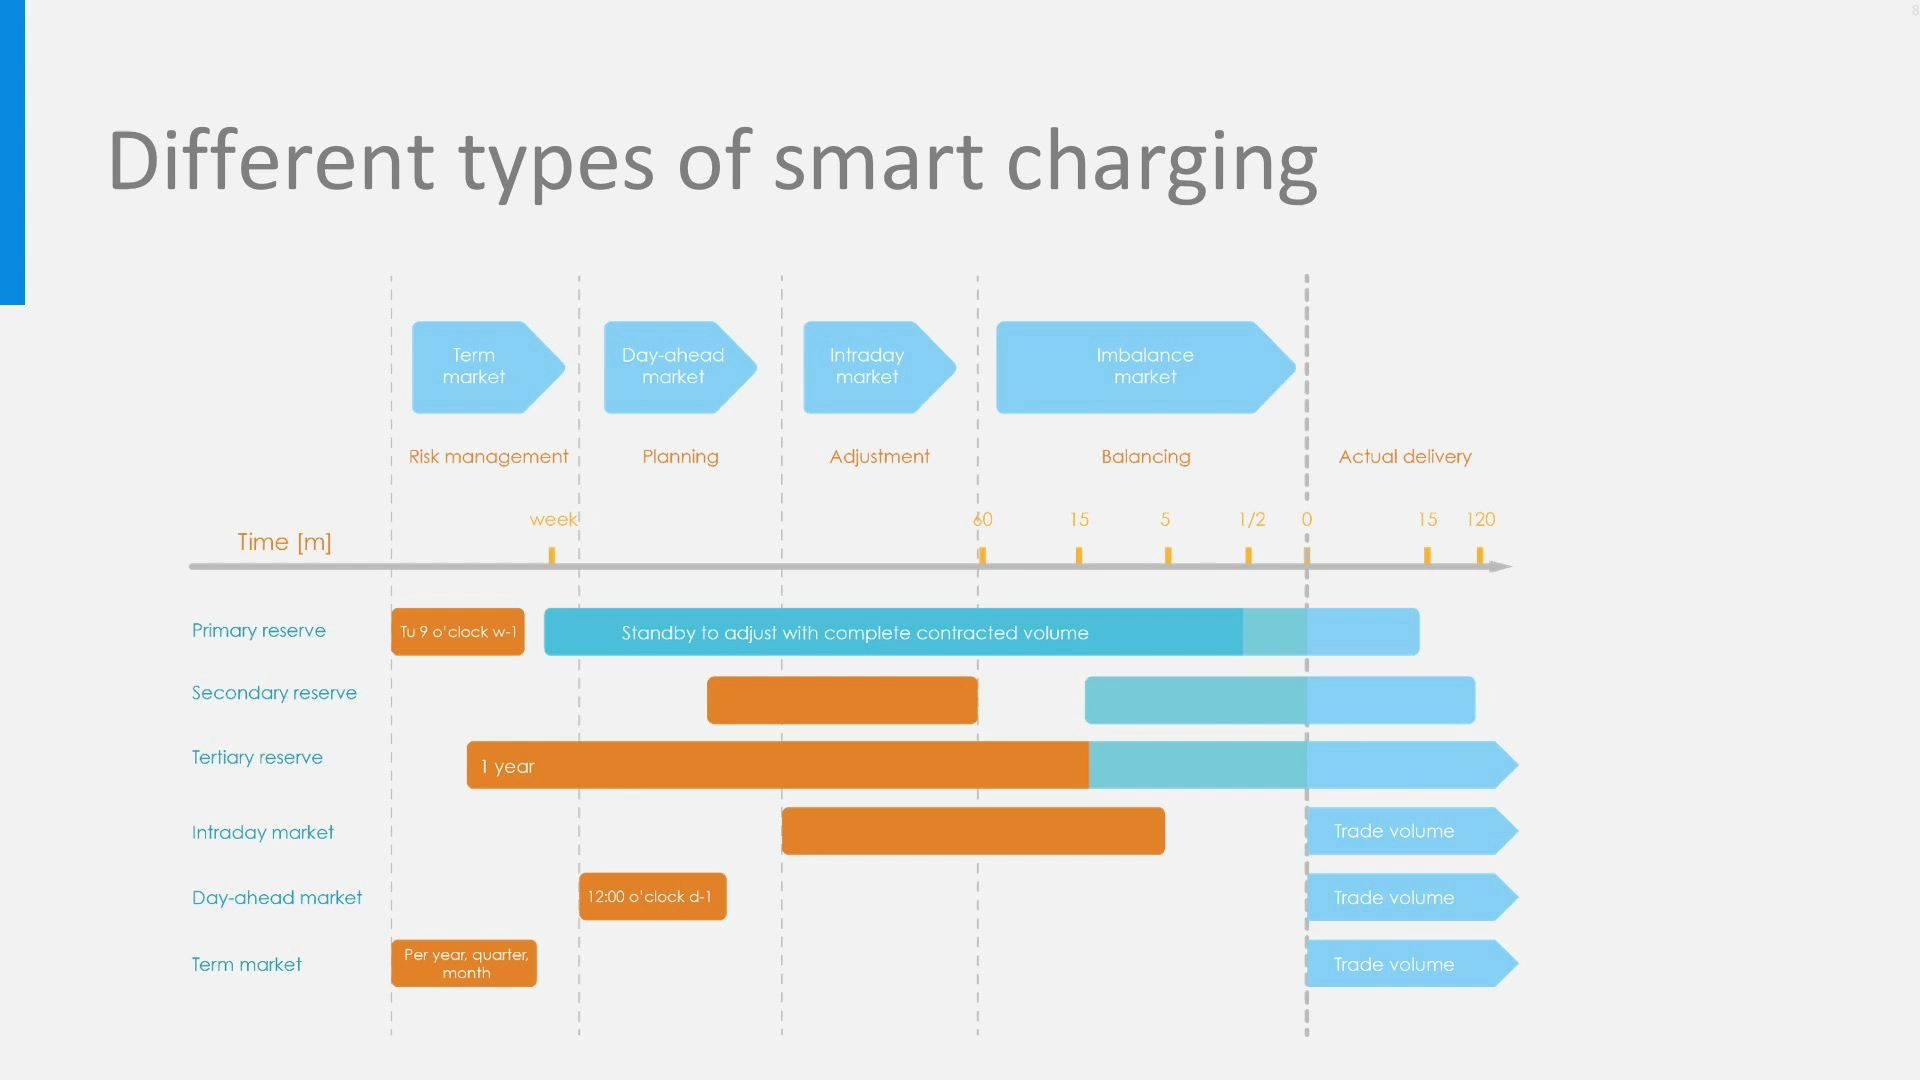 8
Different types of smart charging
Term
market
Day-ahead
market
Intraday
market
Imbalance
market
Risk management
Planning
Adjustment
Balancing
Actual delivery
Time [m]
week
60
15
5
1/2
0
15
120
Primary reserve
Tu 9 o'clock w-1
Standby to adjust with complete contracted volume
Secondary reserve
Tertiary reserve
1 year
Intraday market
Trade volume
Day-ahead market
12:00 o'clock d-1
Trade volume
Term market
Per year, quarter,
month
Trade volume